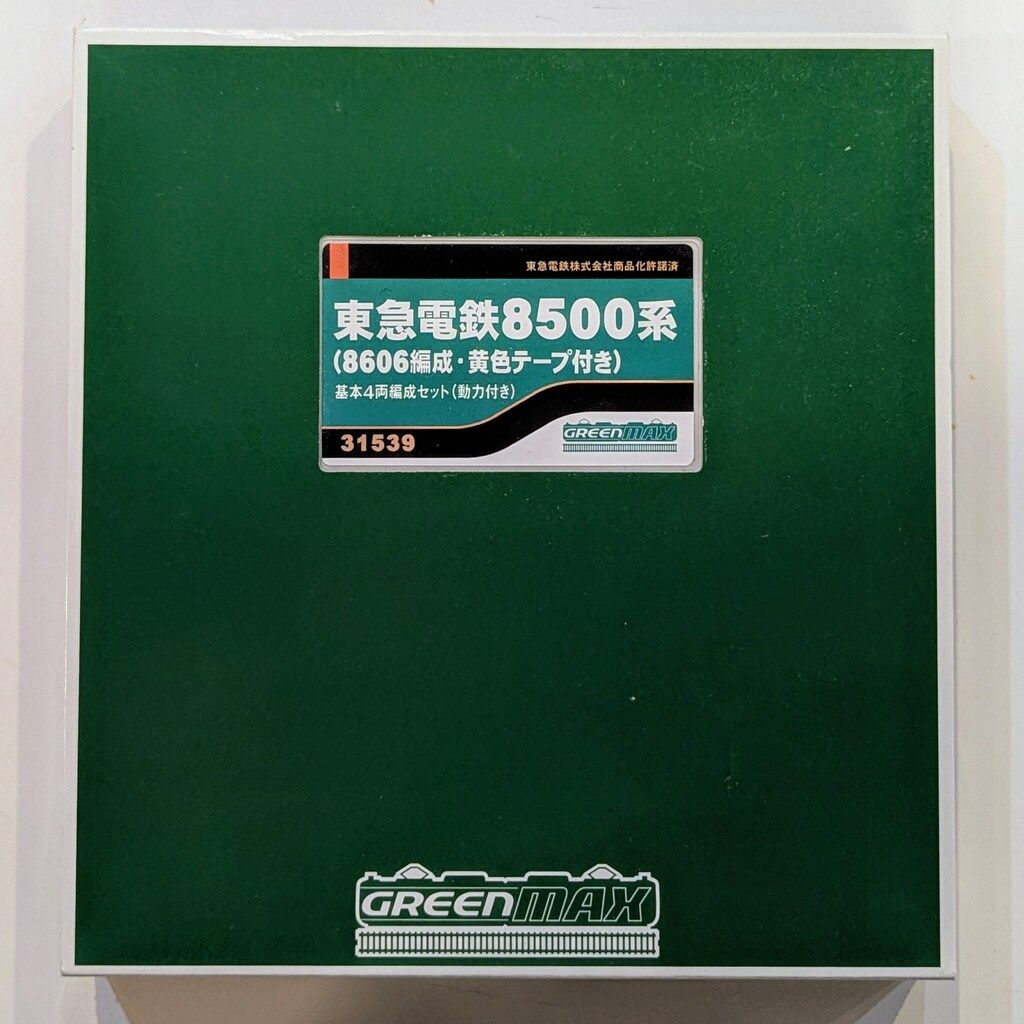 東急電鉄株式会社商品化許諾済
東急電鉄8500系
(8606編成・黄色テープ付き)
基本4両編成セット(動力付き)
31539
GREENMAX
GREENMAX